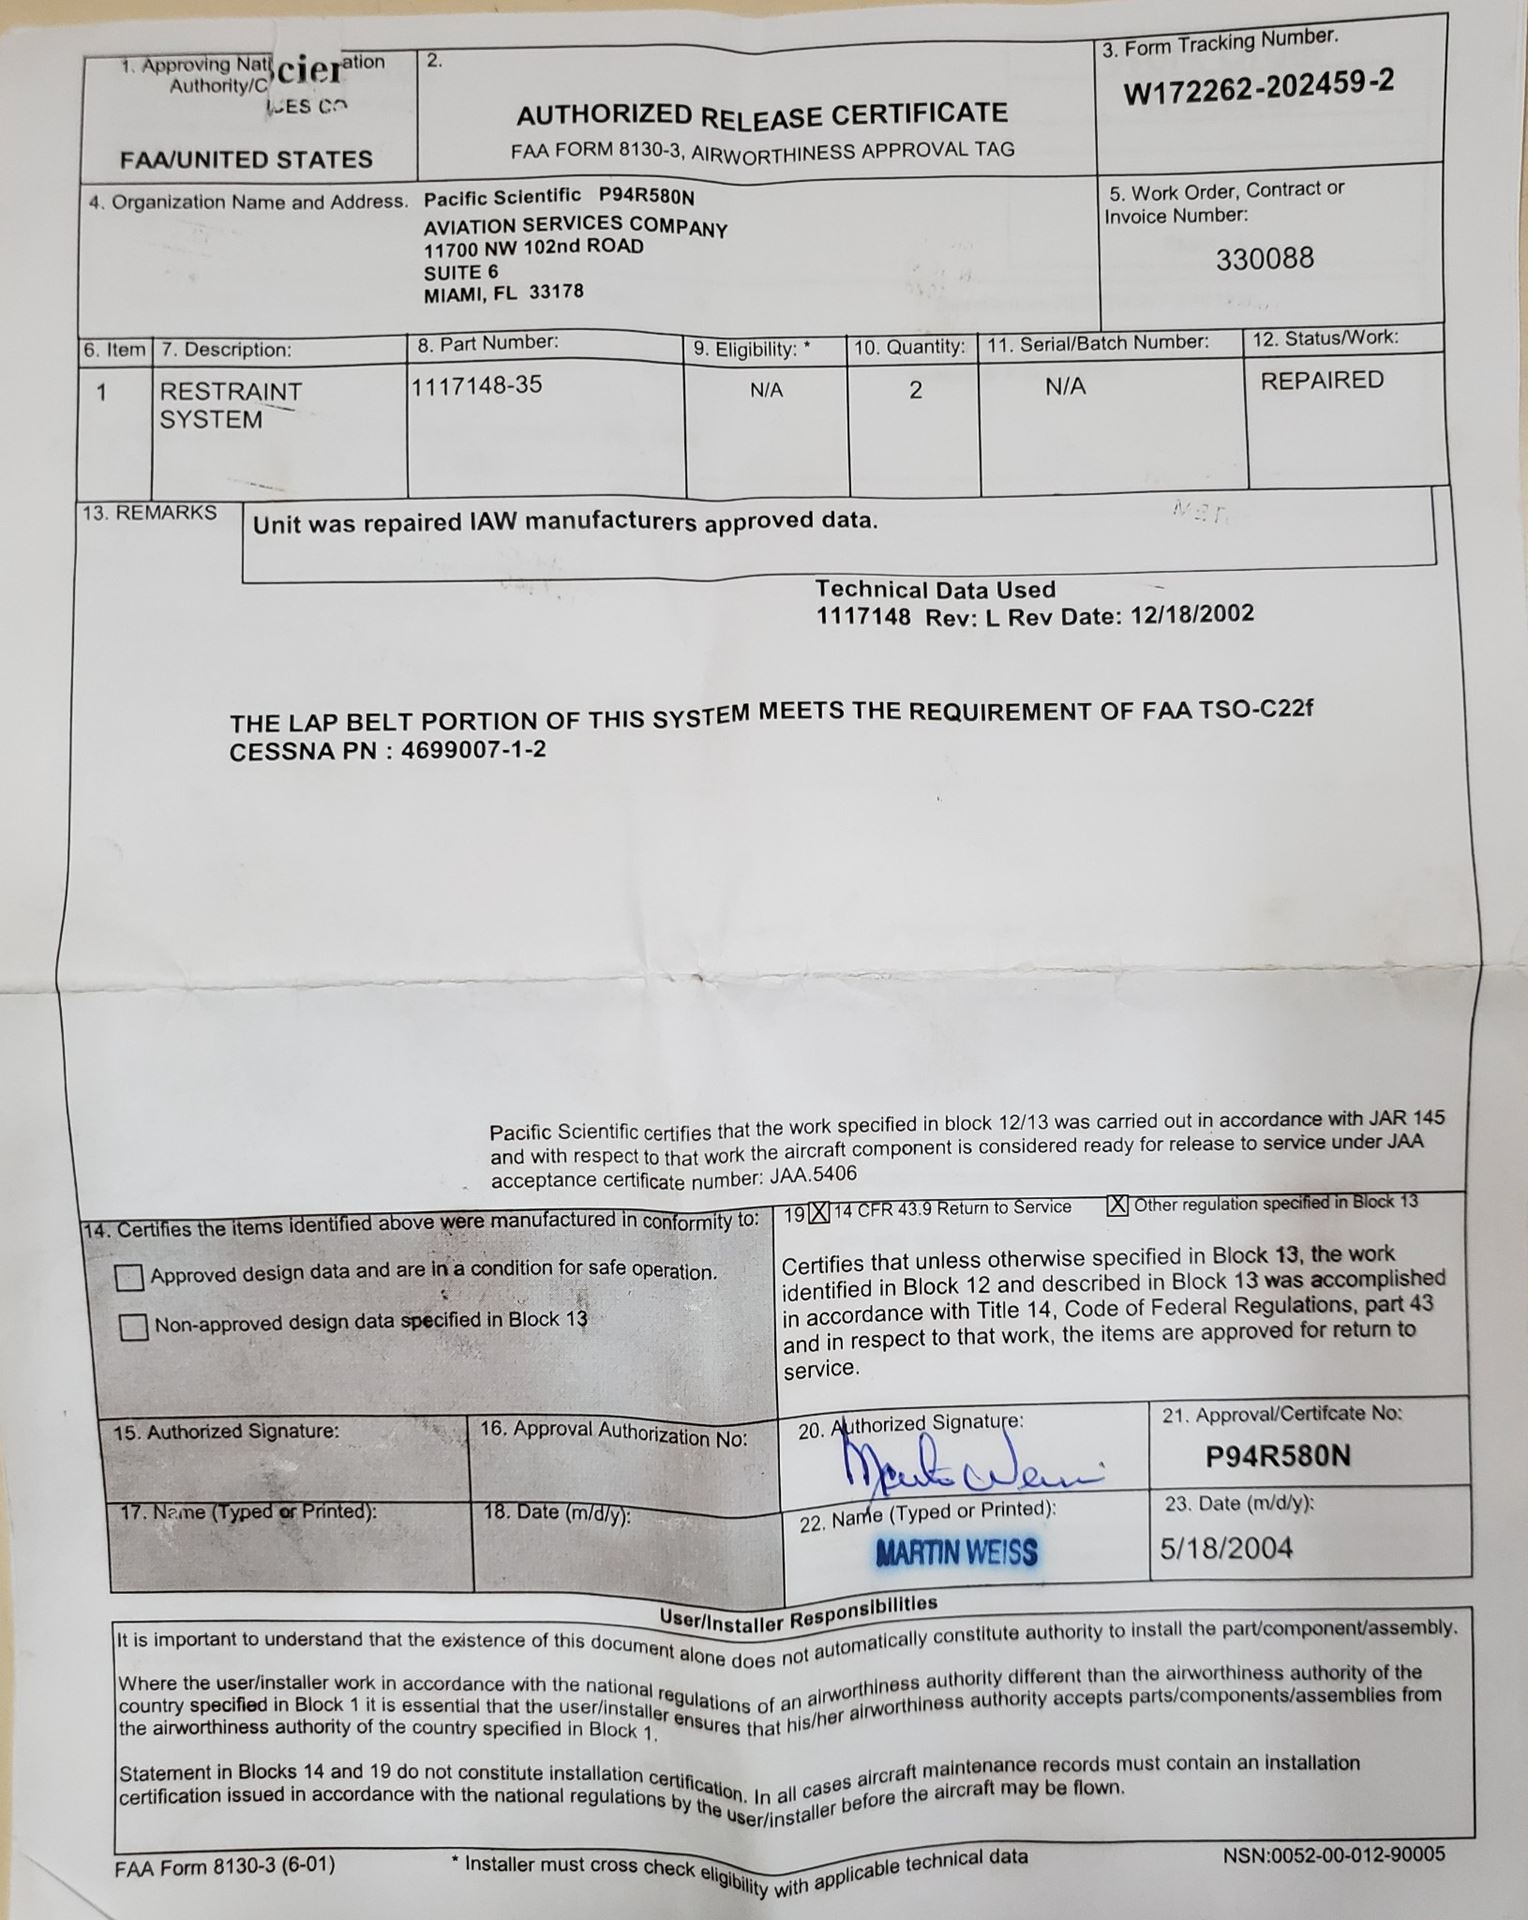 1. Approving Nati cier ation
Authority/C
CES CO
FAA/UNITED STATES
2.
AUTHORIZED RELEASE CERTIFICATE
FAA FORM 8130-3, AIRWORTHINESS APPROVAL TAG
3. Form Tracking Number.
W172262-202459-2
4. Organization Name and Address.
Pacific Scientific P94R580N
AVIATION SERVICES COMPANY
11700 NW 102nd ROAD
SUITE 6
MIAMI, FL 33178
5. Work Order, Contract or
Invoice Number:
330088
6. Item
7. Description:
8. Part Number:
9. Eligibility: *
10. Quantity:
11. Serial/Batch Number:
12. Status/Work:
1
RESTRAINT
SYSTEM
1117148-35
N/A
2
N/A
REPAIRED
13. REMARKS
Unit was repaired IAW manufacturers approved data.
Technical Data Used
1117148 Rev: L Rev Date: 12/18/2002
THE LAP BELT PORTION OF THIS SYSTEM MEETS THE REQUIREMENT OF FAA TSO-C22f
CESSNA PN : 4699007-1-2
Pacific Scientific certifies that the work specified in block 12/13 was carried out in accordance with JAR 145
and with respect to that work the aircraft component is considered ready for release to service under JAA
acceptance certificate number: JAA.5406
14. Certifies the items identified above were manufactured in conformity to:
Approved design data and are in a condition for safe operation.
Non-approved design data specified in Block 13
19 X 14 CFR 43.9 Return to Service X Other regulation specified in Block 13
Certifies that unless otherwise specified in Block 13, the work
identified in Block 12 and described in Block 13 was accomplished
in accordance with Title 14, Code of Federal Regulations, part 43
and in respect to that work, the items are approved for return to
service.
15. Authorized Signature:
16. Approval Authorization No:
20. Authorized Signature:
21. Approval/Certifcate No:
P94R580N
17. Name (Typed or Printed):
18. Date (m/d/y):
22. Name (Typed or Printed):
MARTIN WEISS
23. Date (m/d/y):
5/18/2004
User/Installer Responsibilities
It is important to understand that the existence of this document alone does not automatically constitute authority to install the part/component/assembly.
Where the user/installer work in accordance with the national regulations of an airworthiness authority different than the airworthiness authority of the
country specified in Block 1 it is essential that the user/installer ensures that his/her airworthiness authority accepts parts/components/assemblies from
the airworthiness authority of the country specified in Block 1.
Statement in Blocks 14 and 19 do not constitute installation certification. In all cases aircraft maintenance records must contain an installation
certification issued in accordance with the national regulations by the user/installer before the aircraft may be flown.
FAA Form 8130-3 (6-01)
* Installer must cross check eligibility with applicable technical data
NSN:0052-00-012-90005